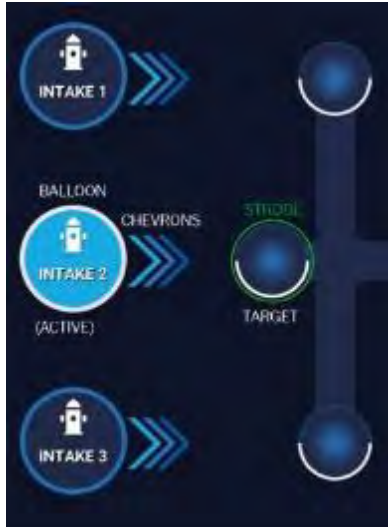 INTAKE 1
BALLOON
CHEVRONS
STROBE
INTAKE 2
TARGET
(ACTIVE)
INTAKE 3